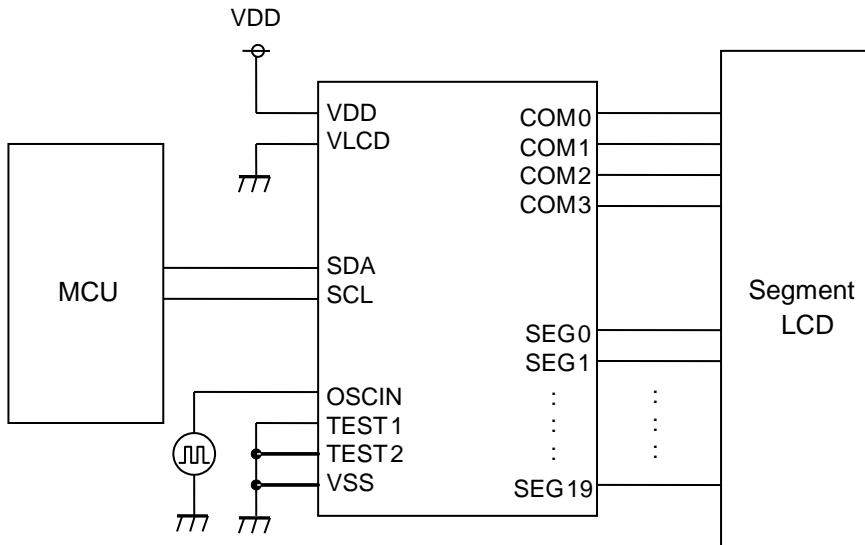 VDD
VDD
VLCD
SDA
SCL
OSCIN
TEST1
TEST2
VSS
COM0
COM1
COM2
COM3
SEG0
SEG1
:
:
:
:
SEG19
MCU
Segment
LCD